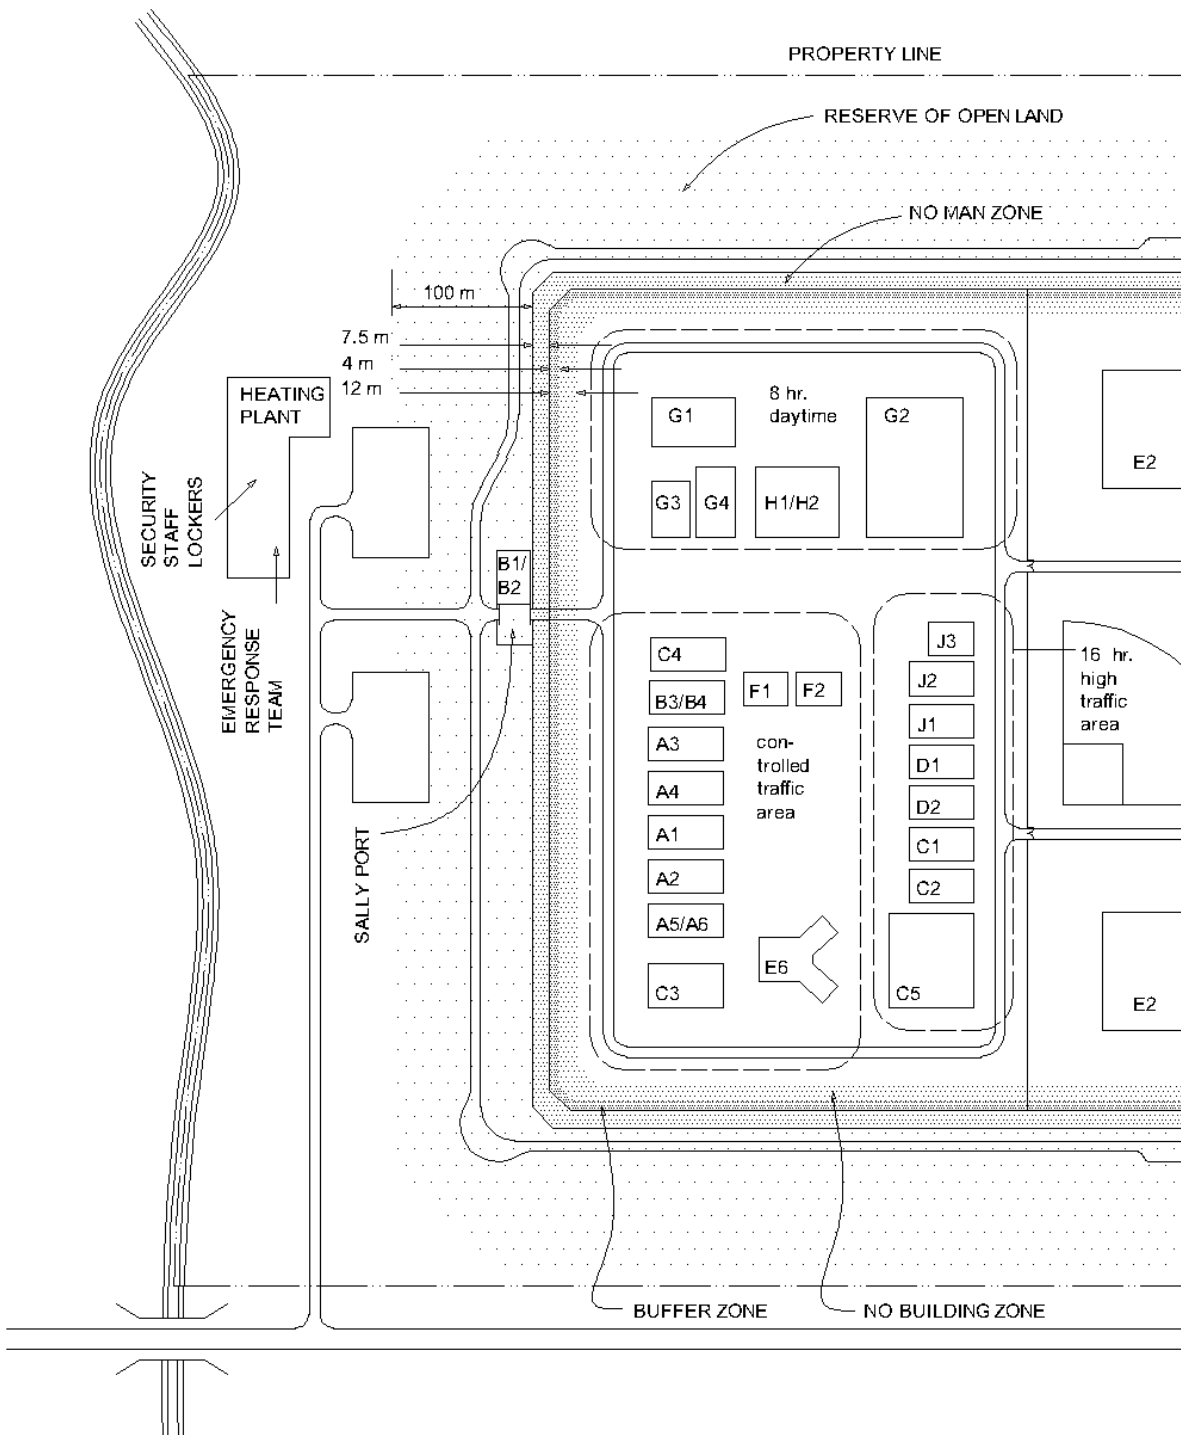 PROPERTY LINE
RESERVE OF OPEN LAND
NO MAN ZONE
100 m
7.5 m
4 m
12 m
HEATING
PLANT
SECURITY
STAFF
LOCKERS
EMERGENCY
RESPONSE
TEAM
8 hr.
daytime
G1
G2
G3
G4
H1/H2
E2
B1/
B2
SALLY PORT
C4
B3/B4
A3
A4
A1
A2
A5/A6
C3
F1
F2
con-
trolled
traffic
area
E6
J3
J2
J1
D1
D2
C1
C2
C5
16 hr.
high
traffic
area
E2
BUFFER ZONE
NO BUILDING ZONE